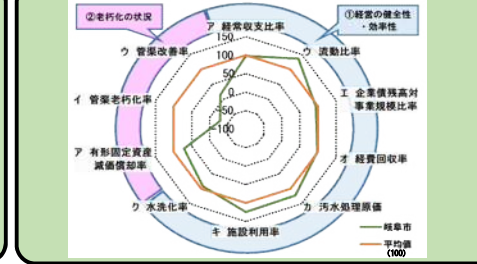 ②老朽化の状況
①経営の健全性
・効率性
ア 経常収支比率
ウ 管渠改善率
ウ 流動比率
イ 管渠老朽化率
エ 企業債残高対
事業規模比率
ア 有形固定資産
減価償却率
オ 経費回収率
ク 水洗化率
カ 汚水処理原価
キ 施設利用率
150
100
50
0
-50
-100
岐阜市
平均値
(100)